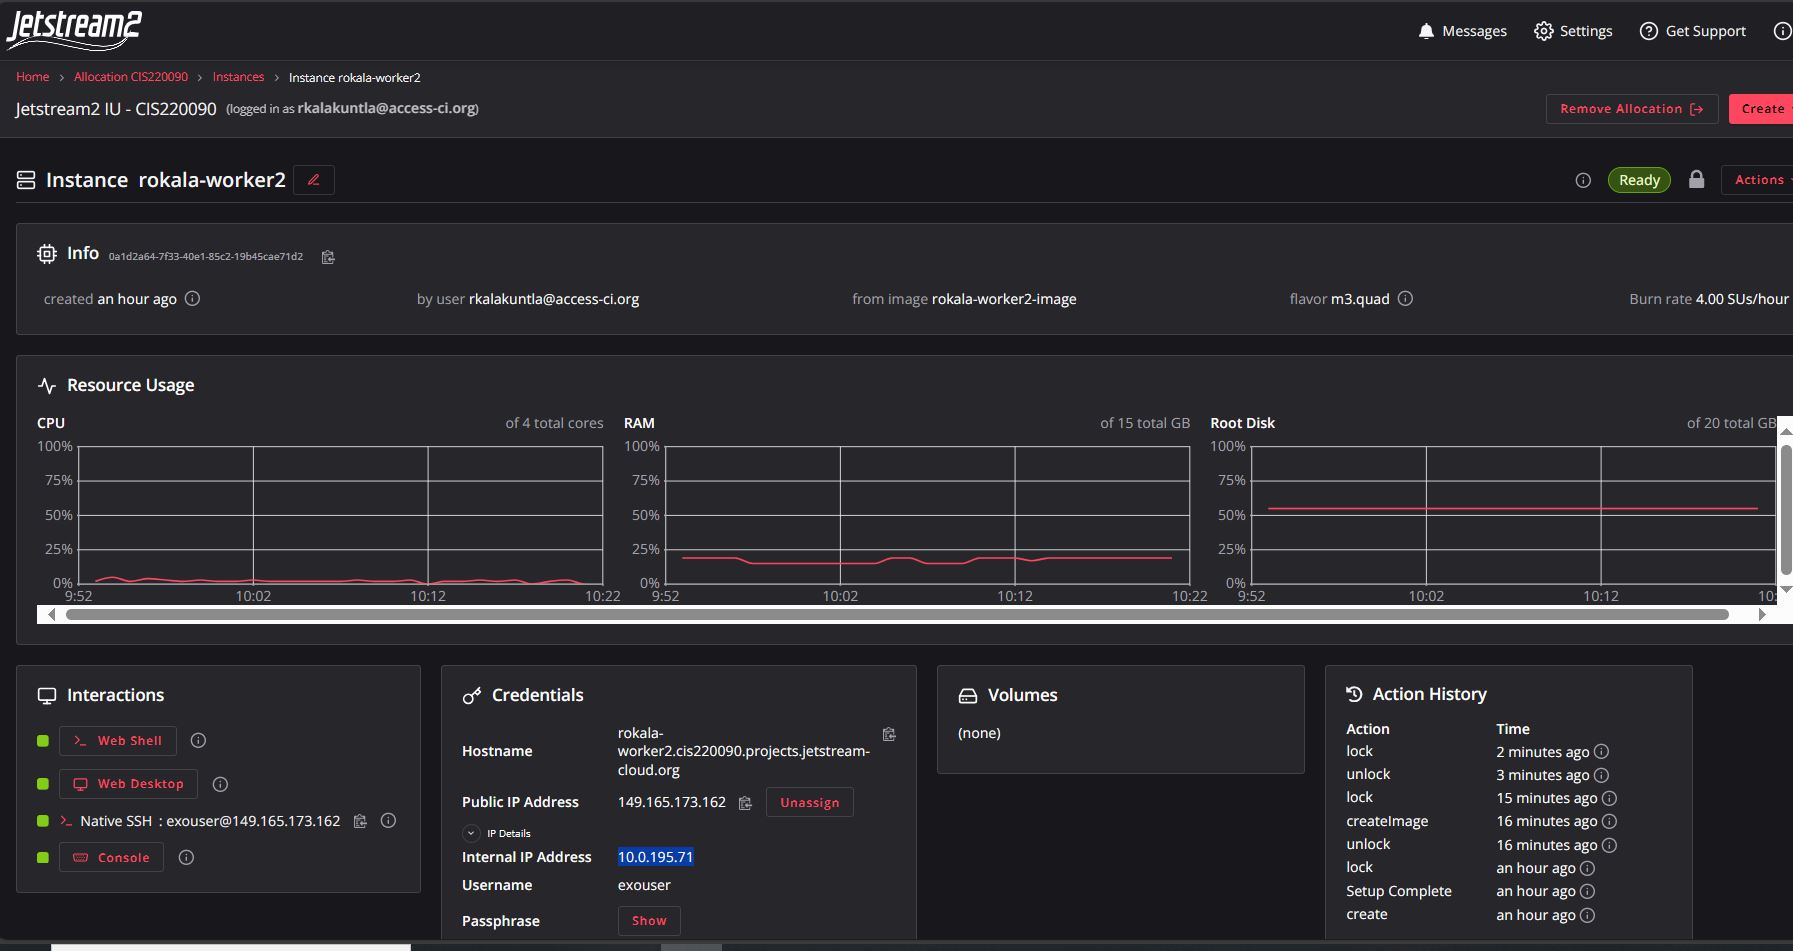 Jetstream2
Messages Settings Get Support
Home > Allocation CIS220090 > Instances > Instance rokala-worker2
Jetstream2 IU - CIS220090 (logged in as rkalakuntla@access-ci.org)
Remove Allocation Create
Instance rokala-worker2
Ready Actions
Info 0a1d2a64-7f33-40e1-85c2-19b45cae71d2
created an hour ago by user rkalakuntla@access-ci.org from image rokala-worker2-image flavor m3.quad Burn rate 4.00 SUs/hour
Resource Usage
CPU of 4 total cores
100%
75%
50%
25%
0%
9:52 10:02 10:12 10:22
RAM of 15 total GB
100%
75%
50%
25%
0%
9:52 10:02 10:12 10:22
Root Disk of 20 total GB
100%
75%
50%
25%
0%
9:52 10:02 10:12 10:
Interactions
Web Shell
Web Desktop
Native SSH : exouser@149.165.173.162
Console
Credentials
Hostname rokala-
worker2.cis220090.projects.jetstream-
cloud.org
Public IP Address 149.165.173.162 Unassign
IP Details
Internal IP Address 10.0.195.71
Username exouser
Passphrase Show
Volumes
(none)
Action History
Action Time
lock 2 minutes ago
unlock 3 minutes ago
lock 15 minutes ago
createImage 16 minutes ago
unlock 16 minutes ago
lock an hour ago
Setup Complete an hour ago
create an hour ago